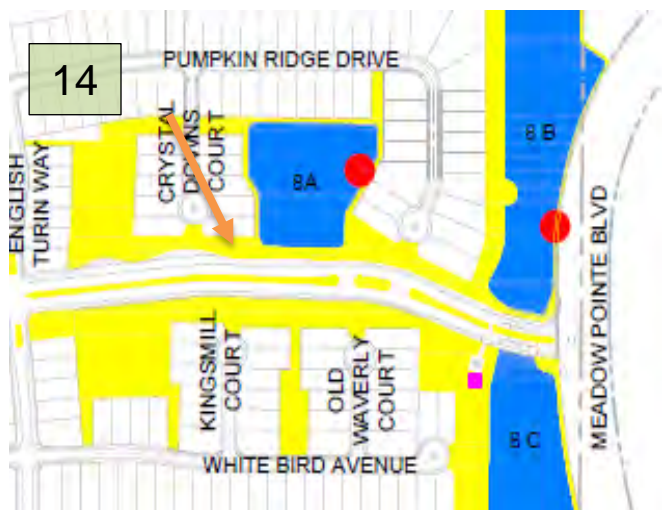 14
PUMPKIN RIDGE DRIVE
CRYSTAL
DOWNS
COURT
ENGLISH
TURIN WAY
8A
8 B
MEADOW POINTE BLVD
KINGSMILL
COURT
OLD
WAVERLY
COURT
8 C
WHITE BIRD AVENUE